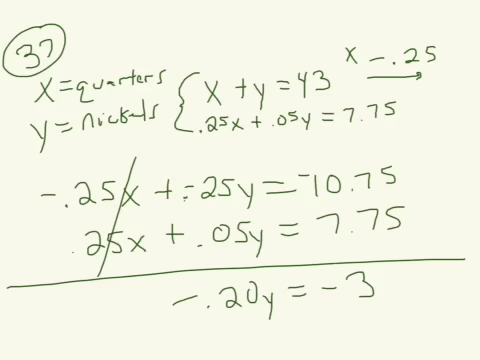 37
x = quarters
y = nickels
x + y = 43
x - .25
.25x + .05y = 7.75
-.25x + -.25y = -10.75
.25x + .05y = 7.75
-.20y = -3